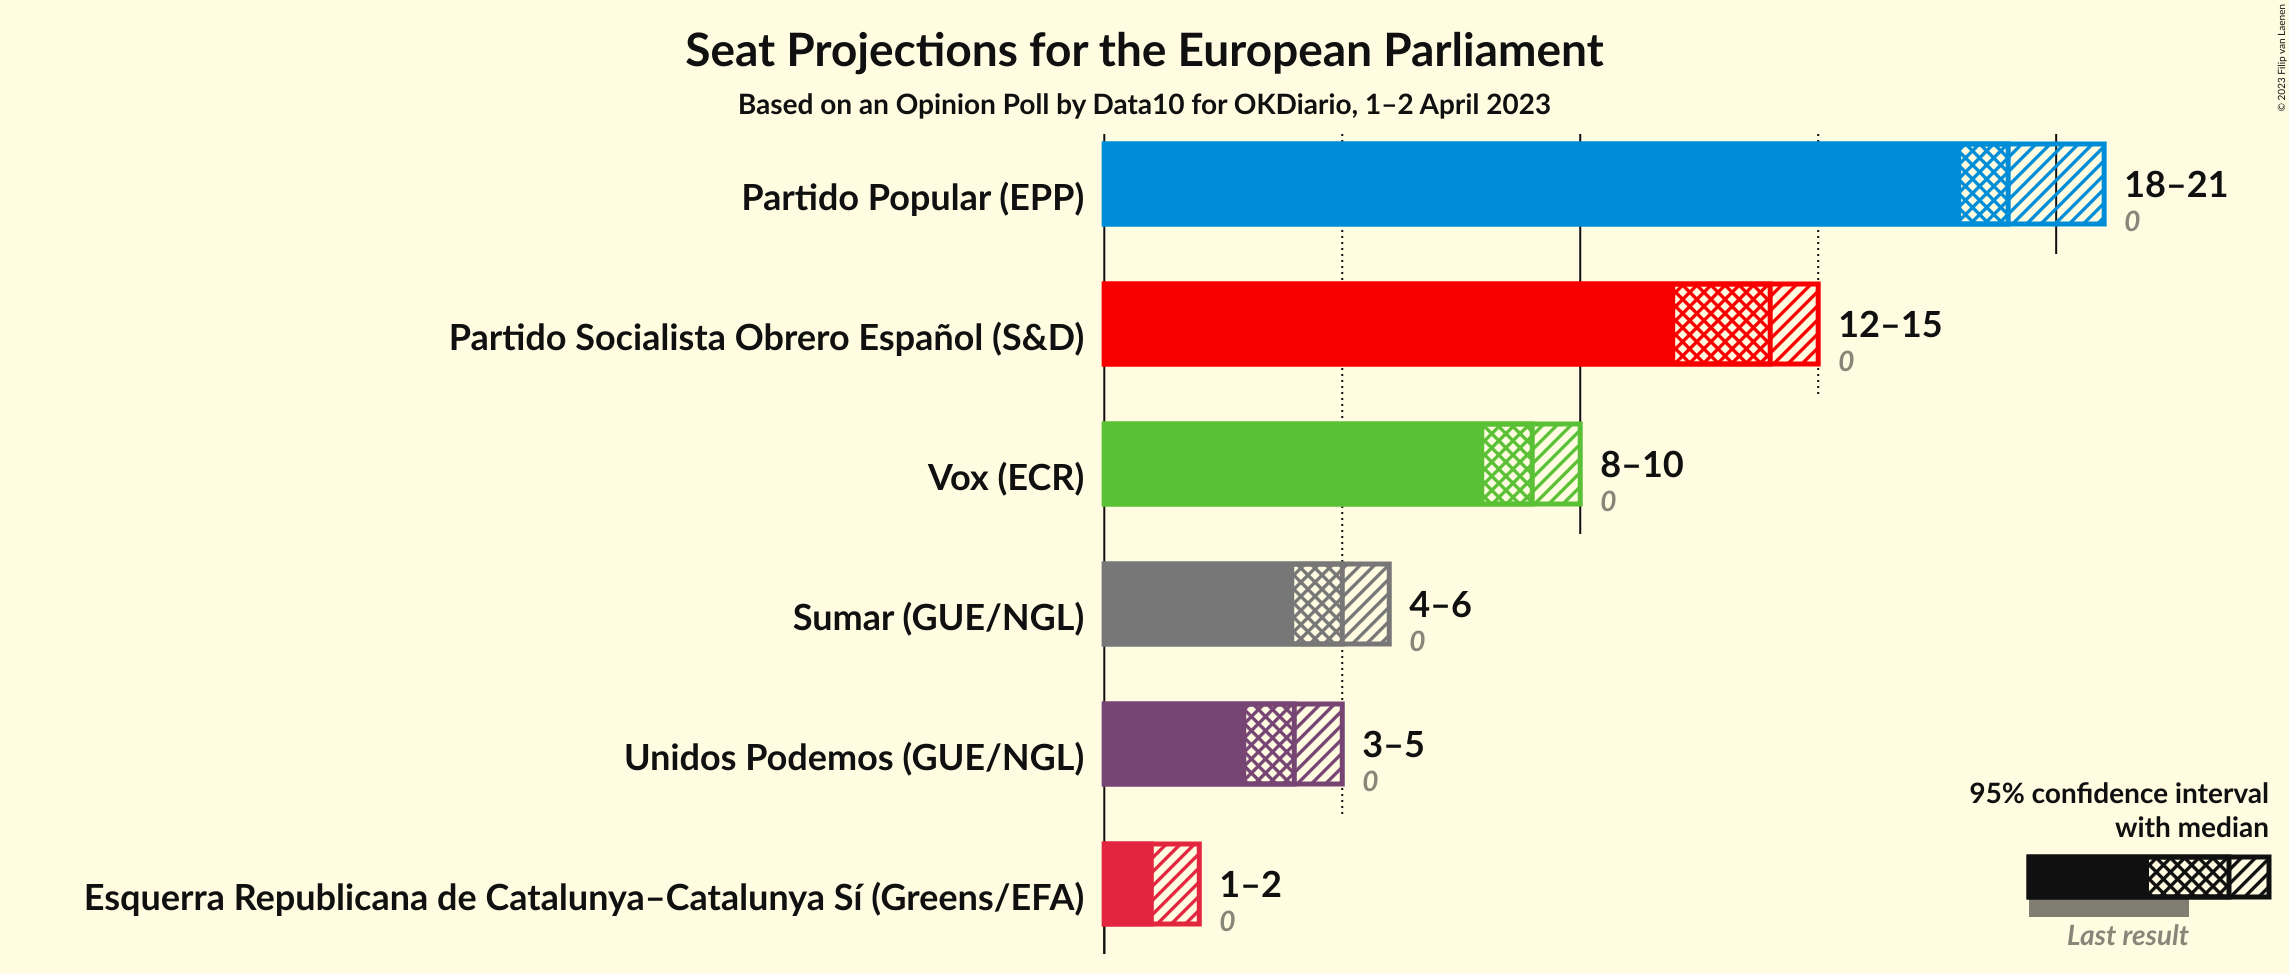 Seat Projections for the European Parliament
Based on an Opinion Poll by Data10 for OKDiario, 1–2 April 2023
© 2023 Filip van Laenen
Partido Popular (EPP)
18–21
0
Partido Socialista Obrero Español (S&D)
12–15
0
Vox (ECR)
8–10
0
Sumar (GUE/NGL)
4–6
0
Unidos Podemos (GUE/NGL)
3–5
0
Esquerra Republicana de Catalunya–Catalunya Sí (Greens/EFA)
1–2
0
95% confidence interval
with median
Last result